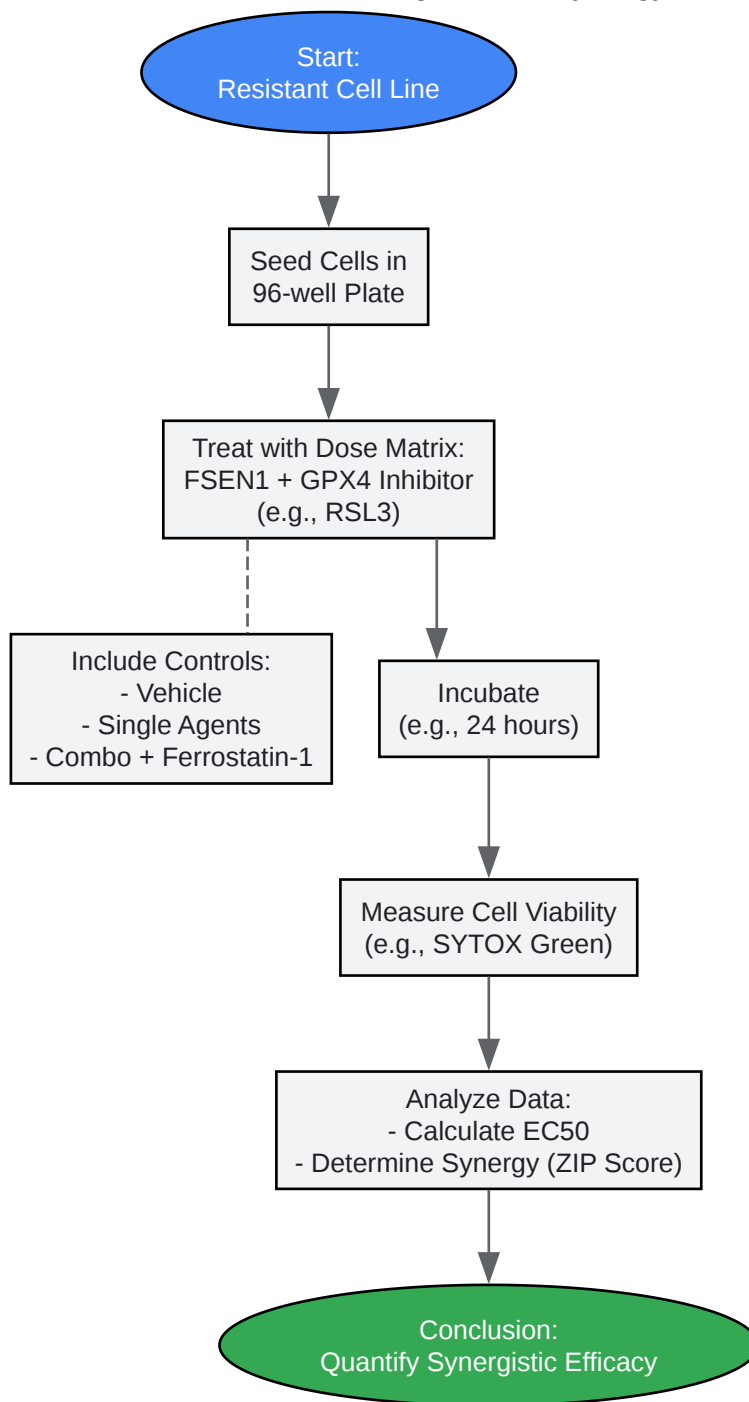 Start:
Resistant Cell Line
Seed Cells in
96-well Plate
Treat with Dose Matrix:
FSEN1 + GPX4 Inhibitor
(e.g., RSL3)
Include Controls:
- Vehicle
- Single Agents
- Combo + Ferrostatin-1
Incubate
(e.g., 24 hours)
Measure Cell Viability
(e.g., SYTOX Green)
Analyze Data:
- Calculate EC50
- Determine Synergy (ZIP Score)
Conclusion:
Quantify Synergistic Efficacy